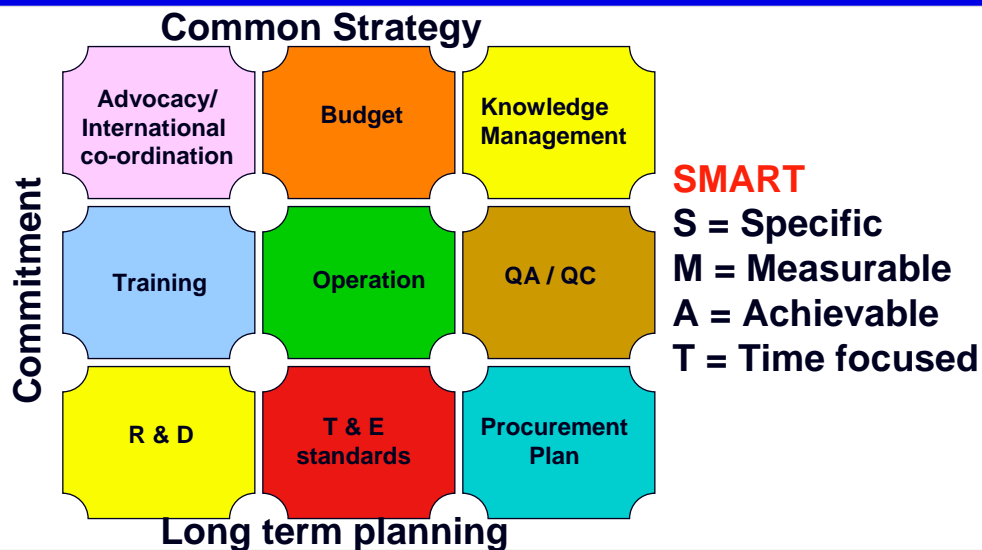 Common Strategy
Advocacy/
International
co-ordination
Budget
Knowledge
Management
Commitment
Training
Operation
QA / QC
R & D
T & E
standards
Procurement
Plan
Long term planning
SMART
S = Specific
M = Measurable
A = Achievable
T = Time focused